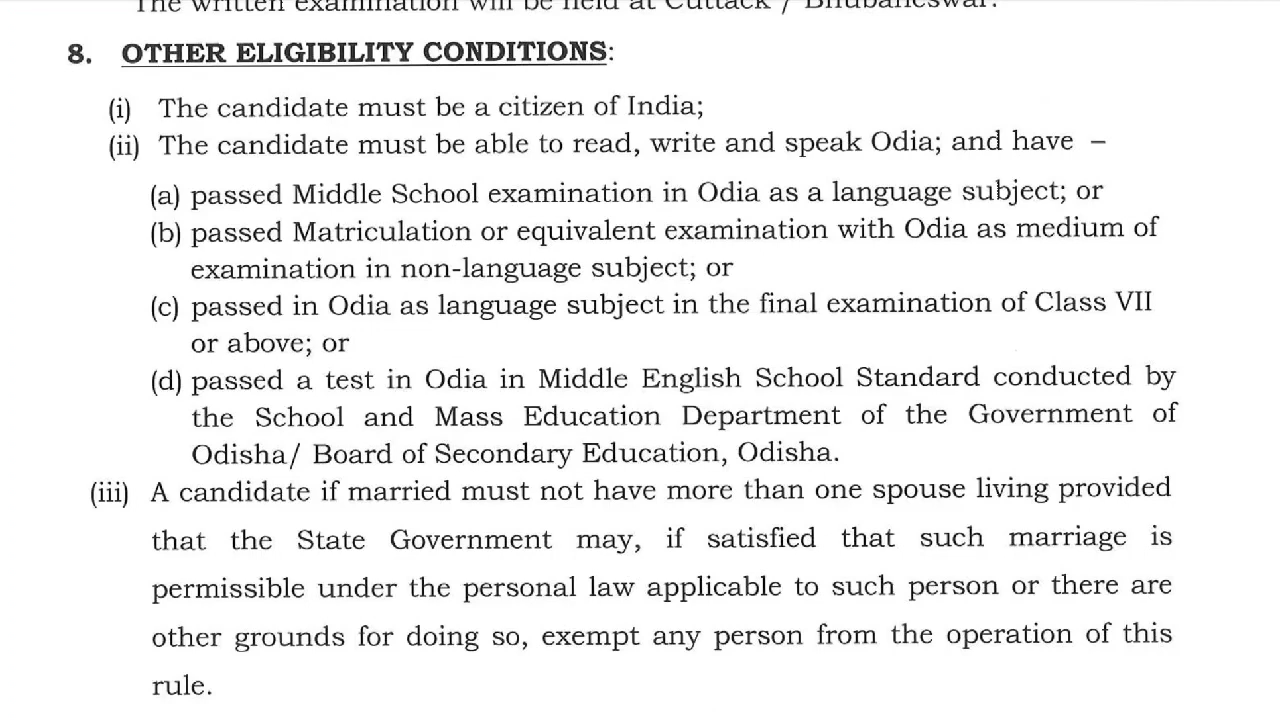 The written examination will be held at Cuttack / Bhubaneswar.
8. OTHER ELIGIBILITY CONDITIONS:
(i) The candidate must be a citizen of India;
(ii) The candidate must be able to read, write and speak Odia; and have –
(a) passed Middle School examination in Odia as a language subject; or
(b) passed Matriculation or equivalent examination with Odia as medium of
examination in non-language subject; or
(c) passed in Odia as language subject in the final examination of Class VII
or above; or
(d) passed a test in Odia in Middle English School Standard conducted by
the School and Mass Education Department of the Government of
Odisha/ Board of Secondary Education, Odisha.
(iii) A candidate if married must not have more than one spouse living provided
that the State Government may, if satisfied that such marriage is
permissible under the personal law applicable to such person or there are
other grounds for doing so, exempt any person from the operation of this
rule.